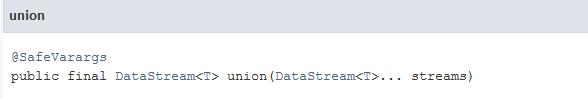 union
@SafeVarargs
public final DataStream<T> union(DataStream<T>... streams)